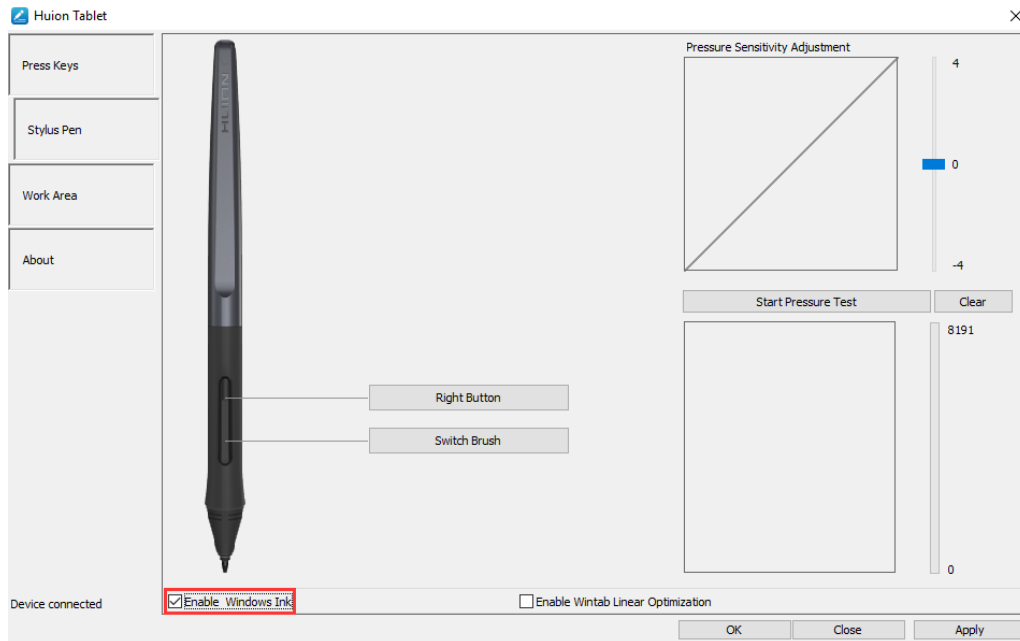 Huion Tablet
Press Keys
Stylus Pen
Work Area
About
Device connected
HUION
Right Button
Switch Brush
Pressure Sensitivity Adjustment
4
0
-4
Start Pressure Test
Clear
8191
0
Enable Windows Ink
Enable Wintab Linear Optimization
OK
Close
Apply